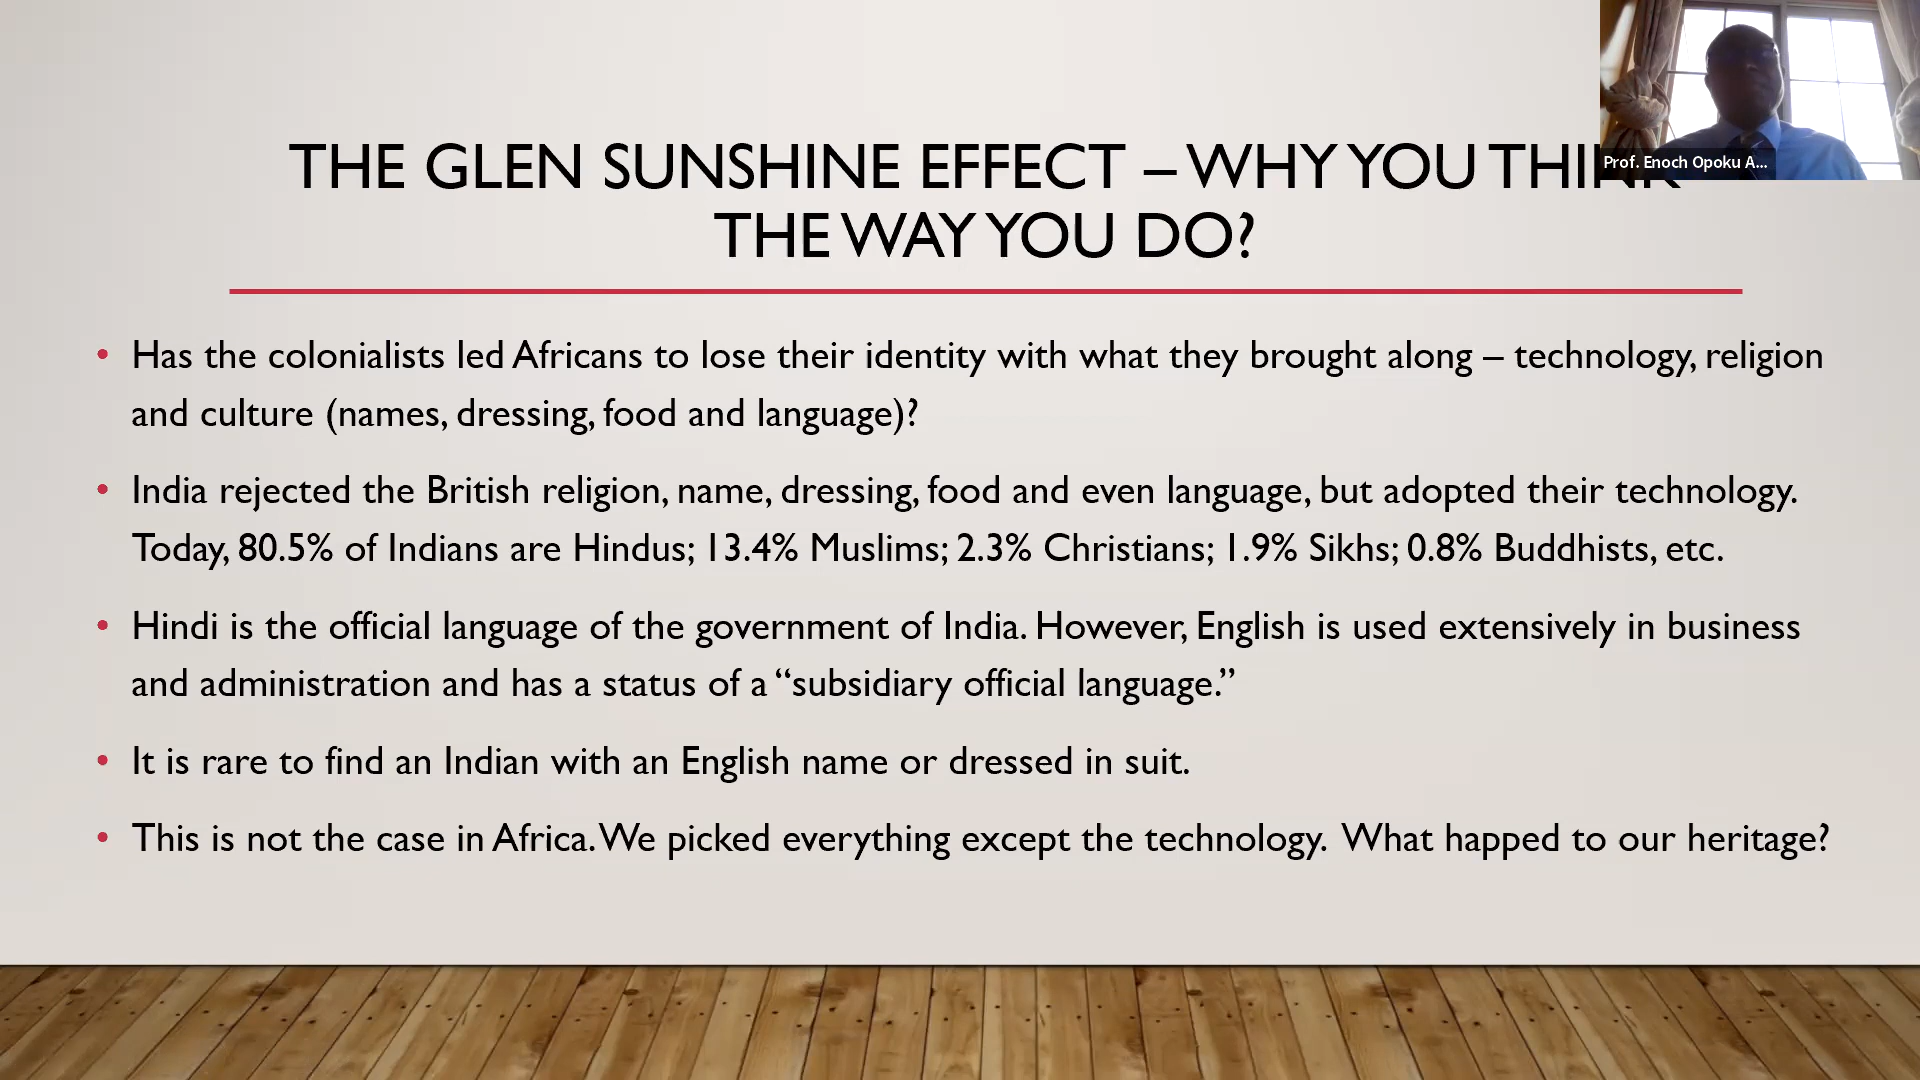 THE GLEN SUNSHINE EFFECT – WHY YOU THINK
THE WAY YOU DO?
Prof. Enoch Opoku A...
• Has the colonialists led Africans to lose their identity with what they brought along – technology, religion
and culture (names, dressing, food and language)?
• India rejected the British religion, name, dressing, food and even language, but adopted their technology.
Today, 80.5% of Indians are Hindus; 13.4% Muslims; 2.3% Christians; 1.9% Sikhs; 0.8% Buddhists, etc.
• Hindi is the official language of the government of India. However, English is used extensively in business
and administration and has a status of a “subsidiary official language.”
• It is rare to find an Indian with an English name or dressed in suit.
• This is not the case in Africa. We picked everything except the technology. What happed to our heritage?